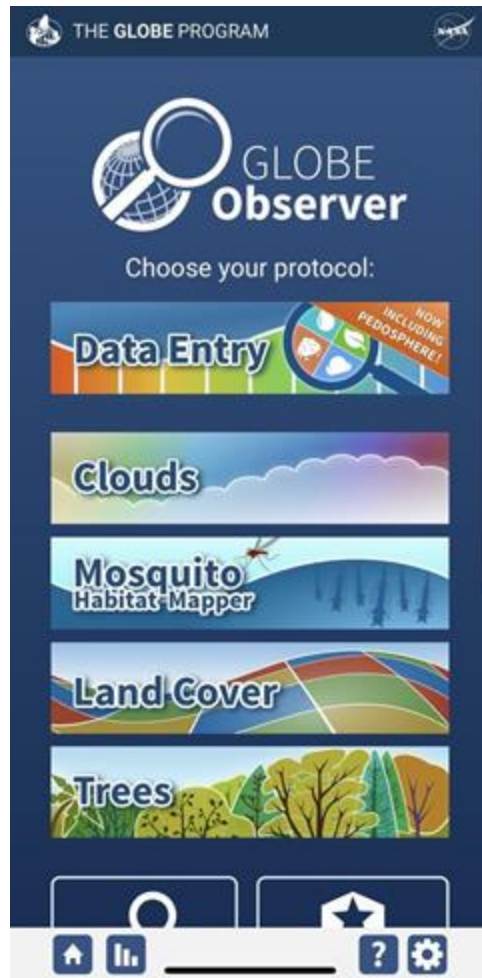 THE GLOBE PROGRAM
NASA
GLOBE
Observer
Choose your protocol:
Data Entry
NOW
INCLUDING
PEDOSPHERE!
Clouds
Mosquito
Habitat Mapper
Land Cover
Trees
?